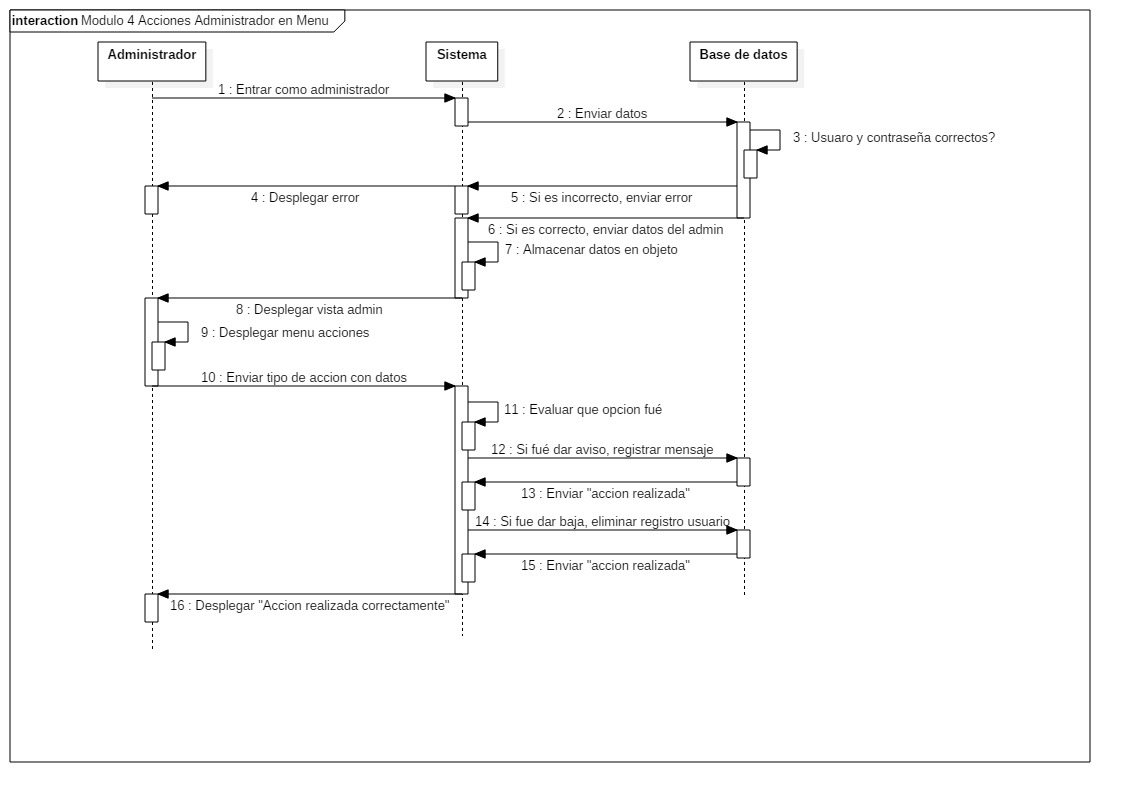 interaction Modulo 4 Acciones Administrador en Menu
Administrador
Sistema
Base de datos
1 : Entrar como administrador
2 : Enviar datos
3 : Usuaro y contraseña correctos?
4 : Desplegar error
5 : Si es incorrecto, enviar error
6 : Si es correcto, enviar datos del admin
7 : Almacenar datos en objeto
8 : Desplegar vista admin
9 : Desplegar menu acciones
10 : Enviar tipo de accion con datos
11 : Evaluar que opcion fué
12 : Si fué dar aviso, registrar mensaje
13 : Enviar "accion realizada"
14 : Si fue dar baja, eliminar registro usuario
15 : Enviar "accion realizada"
16 : Desplegar "Accion realizada correctamente"